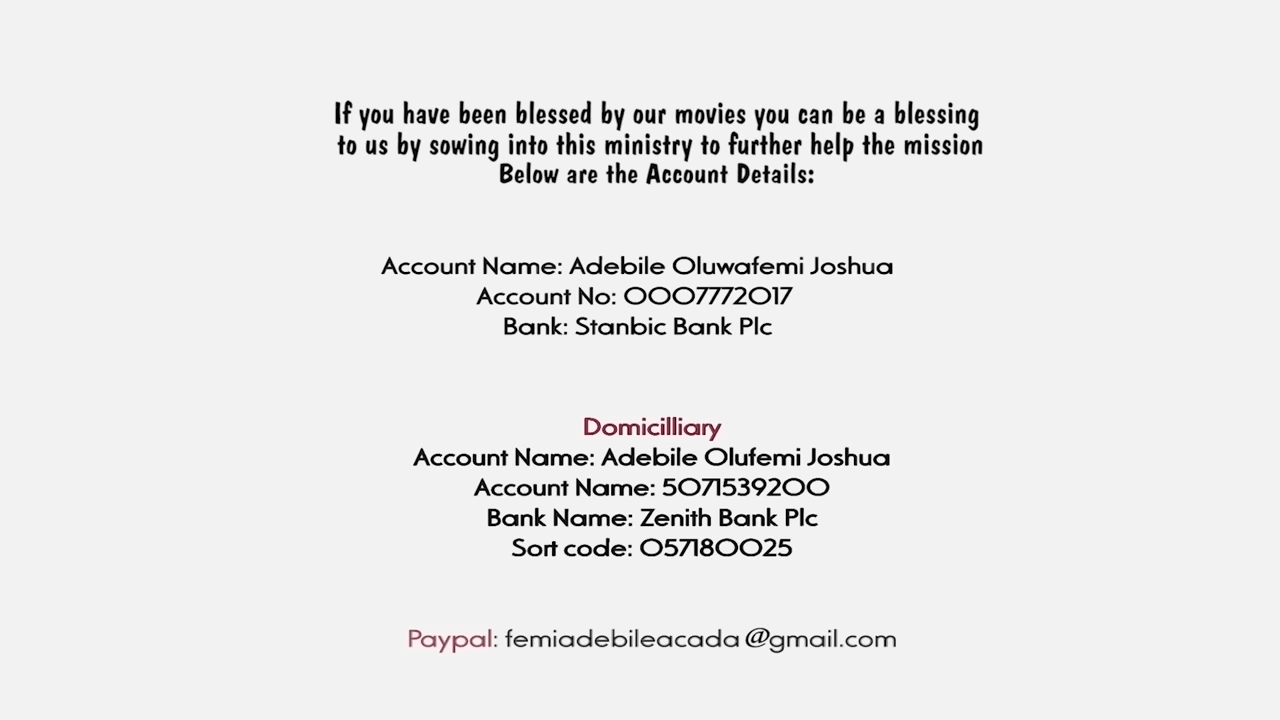 If you have been blessed by our movies you can be a blessing
to us by sowing into this ministry to further help the mission
Below are the Account Details:
Account Name: Adebile Oluwafemi Joshua
Account No: 0007772017
Bank: Stanbic Bank Plc
Domicilliary
Account Name: Adebile Olufemi Joshua
Account Name: 5071539200
Bank Name: Zenith Bank Plc
Sort code: 057180025
Paypal: femiadebileacada@gmail.com